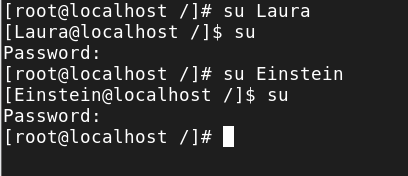 [root@localhost /]# su Laura
[Laura@localhost /]$ su
Password:
[root@localhost /]# su Einstein
[Einstein@localhost /]$ su
Password:
[root@localhost /]#